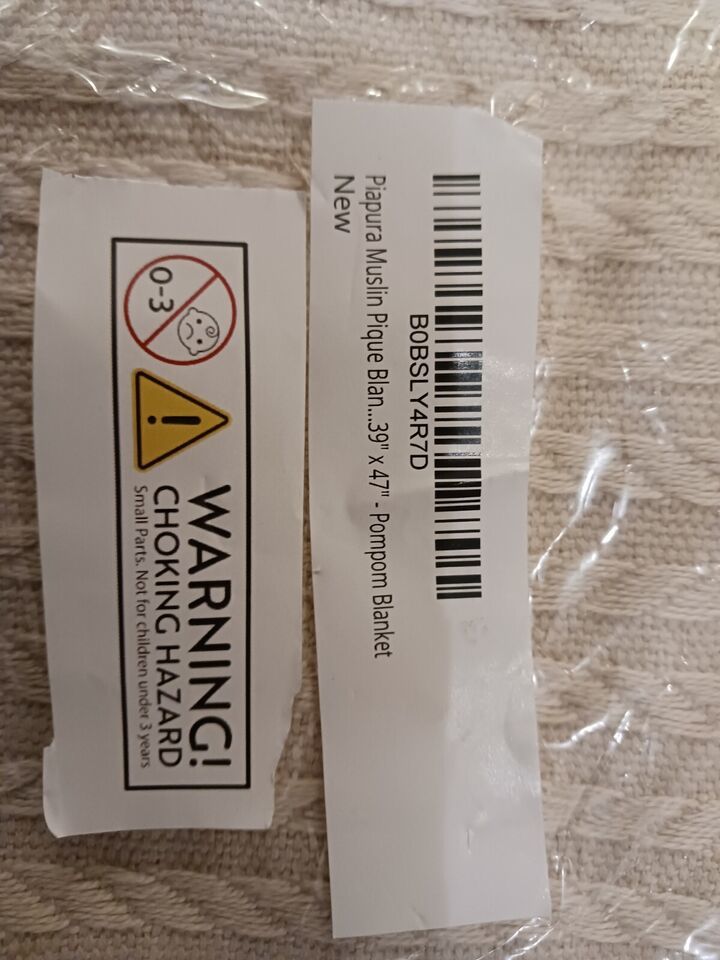 B0BSLY4R7D
Piapura Muslin Pique Blan...39" x 47" - Pompom Blanket
New
0-3
WARNING!
CHOKING HAZARD
Small Parts. Not for children under 3 years